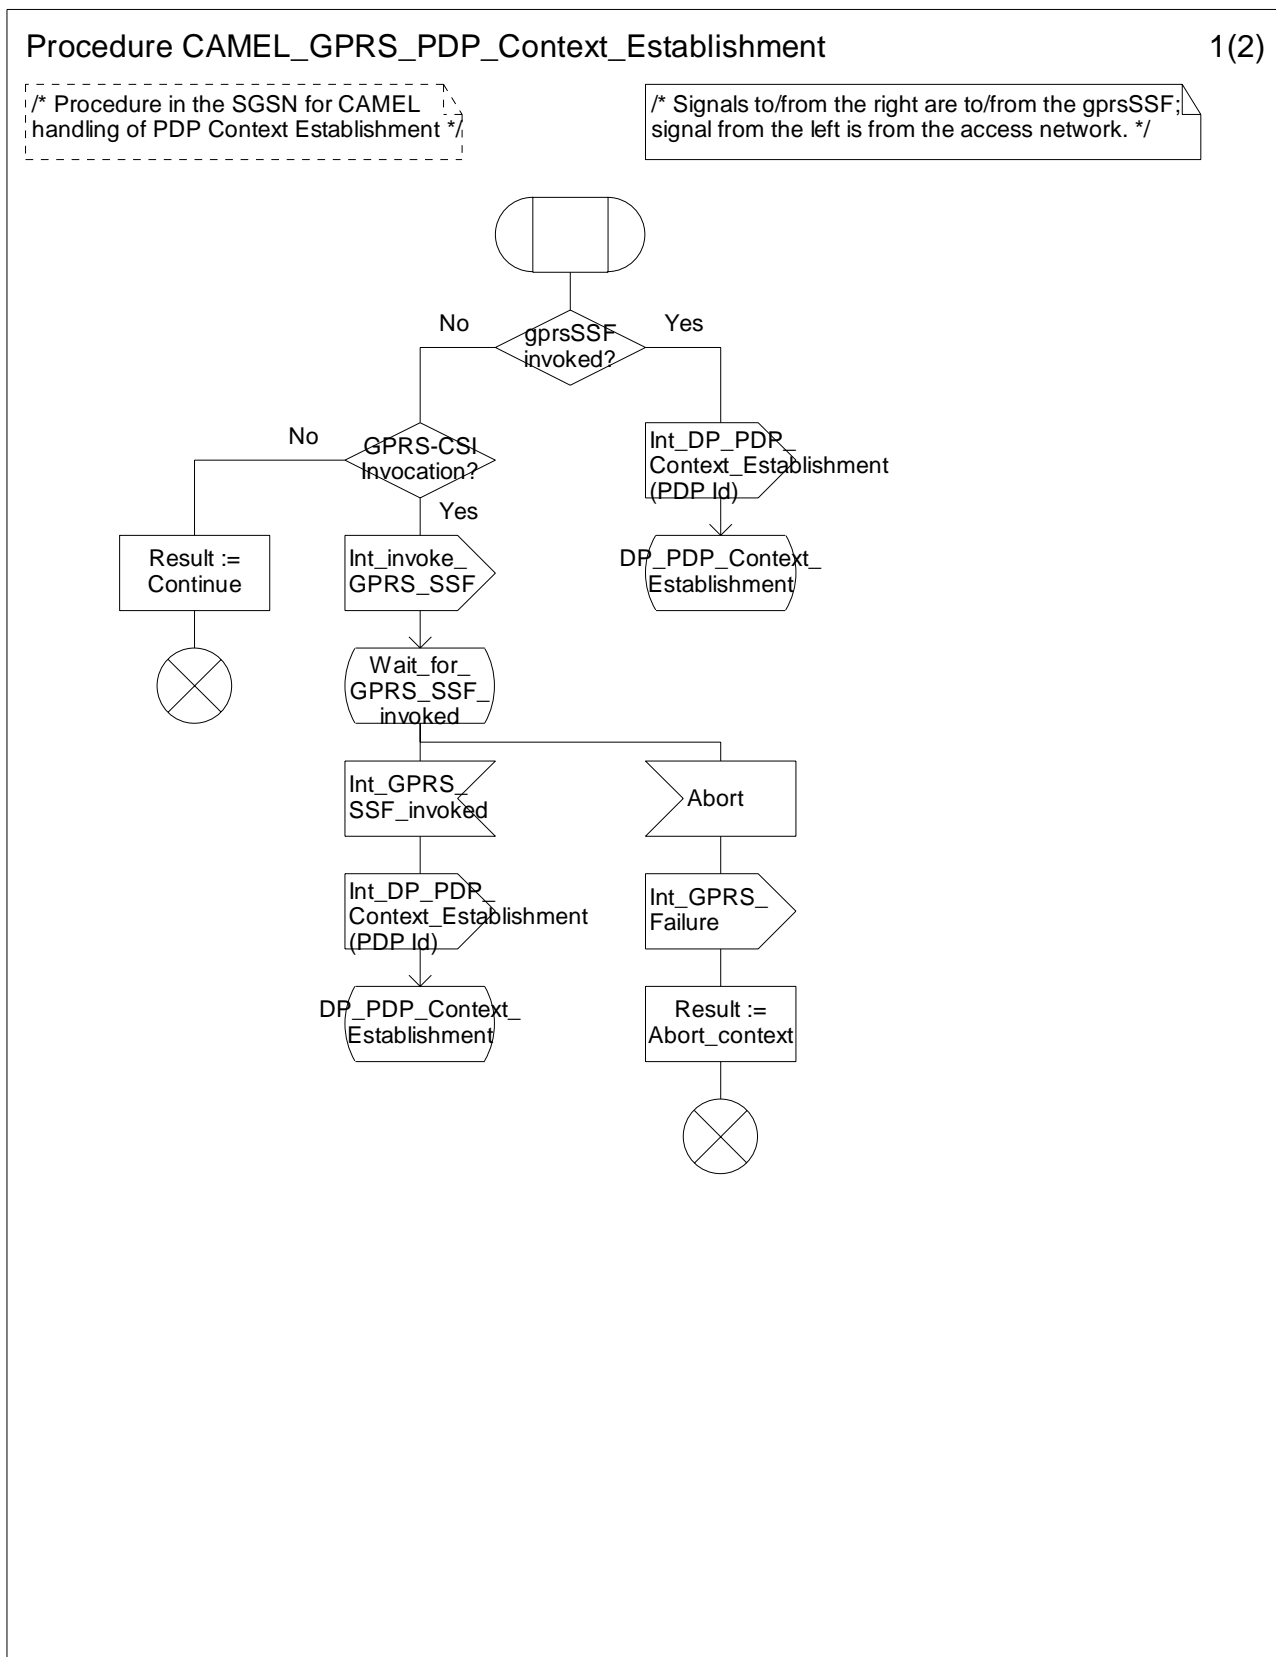 Procedure CAMEL_GPRS_PDP_Context_Establishment
1(2)
/* Procedure in the SGSN for CAMEL
handling of PDP Context Establishment */
/* Signals to/from the right are to/from the gprsSSF;
signal from the left is from the access network. */
gprsSSF
invoked?
No
Yes
GPRS-CSI
Invocation?
No
Yes
Int_DP_PDP_
Context_Establishment
(PDP Id)
DP_PDP_Context_
Establishment
Result :=
Continue
Int_invoke_
GPRS_SSF
Wait_for_
GPRS_SSF_
invoked
Int_GPRS_
SSF_invoked
Abort
Int_DP_PDP_
Context_Establishment
(PDP Id)
Int_GPRS_
Failure
DP_PDP_Context_
Establishment
Result :=
Abort_context